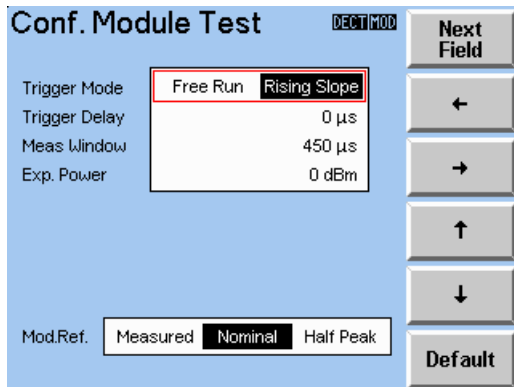 Conf. Module Test DECT MOD
Trigger Mode Free Run Rising Slope
Trigger Delay 0 µs
Meas Window 450 µs
Exp. Power 0 dBm
Mod.Ref. Measured Nominal Half Peak
Next
Field
←
→
↑
↓
Default